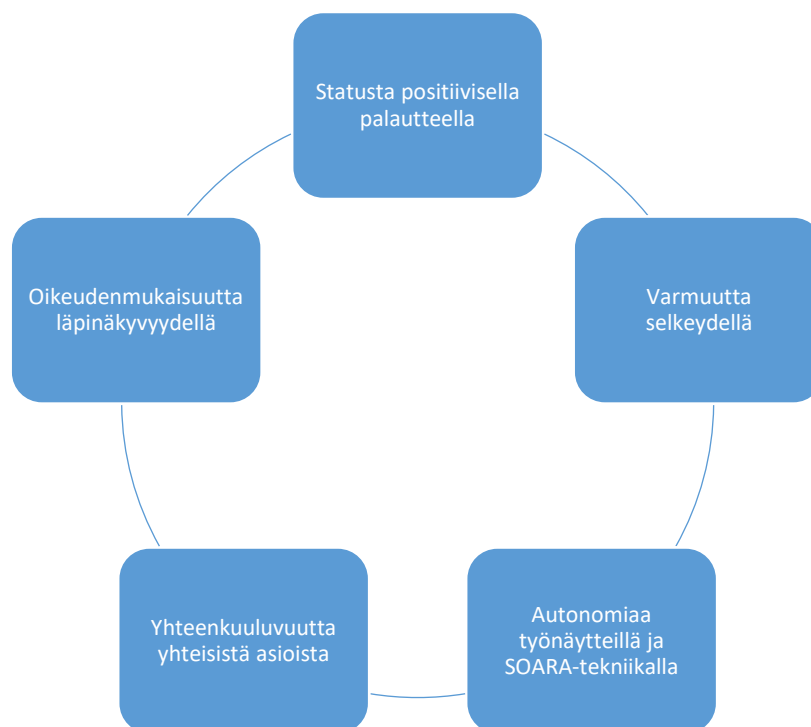 Statusta positiivisella
palautteella
Varmuutta
selkeydellä
Autonomiaa
työnäytteillä ja
SOARA-tekniikalla
Yhteenkuuluvuutta
yhteisistä asioista
Oikeudenmukaisuutta
läpinäkyvyydellä